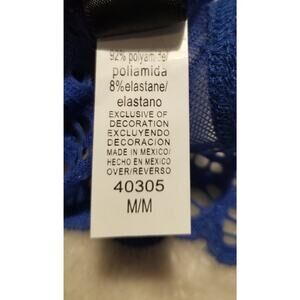 92% polyamide/
poliamida
8%elastane/
elastano
EXCLUSIVE OF
DECORATION
EXCLUYENDO
DECORACION
MADE IN MEXICO/
HECHO EN MEXICO
OVER/REVERSO
40305
M/M